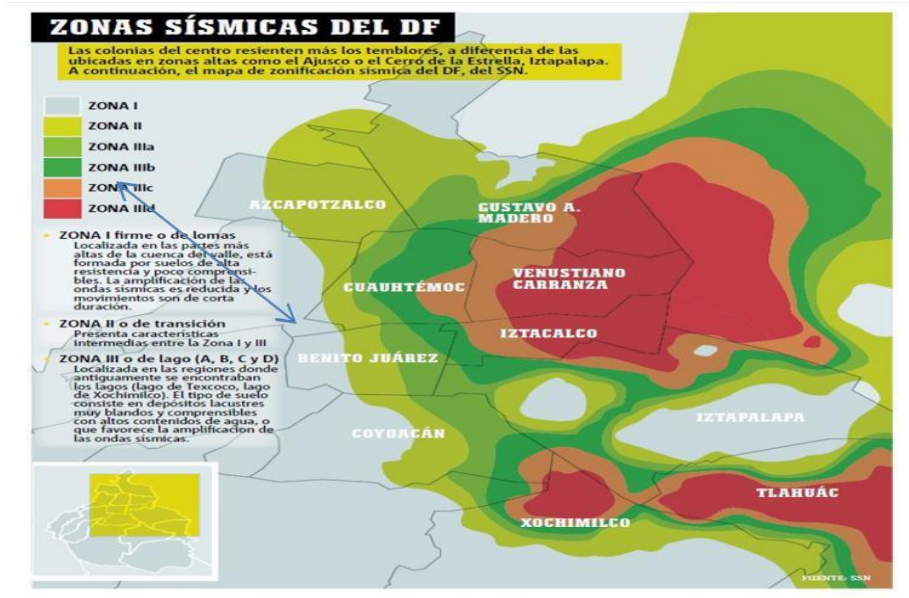 ZONAS SÍSMICAS DEL DF
Las colonias del centro resienten más los temblores, a diferencia de las
ubicadas en zonas altas como el Ajusco o el Cerro de la Estrella, Iztapalapa.
A continuación, el mapa de zonificación sísmica del DF, del SSN.
ZONA I
ZONA II
ZONA IIIa
ZONA IIIb
ZONA IIIc
ZONA IIId
ZONA I firme o de lomas
Localizada en las partes más
altas de la cuenca del valle, está
formada por suelos de alta
resistencia y poco comprensi-
bles. La amplificación de las
ondas sísmicas es reducida y los
movimientos son de corta
duración.
ZONA II o de transición
Presenta características
intermedias entre la Zona I y III
ZONA III o de lago (A, B, C y D)
Localizada en las regiones donde
antiguamente se encontraban
los lagos (lago de Texcoco, lago
de Xochimilco). El tipo de suelo
consiste en depósitos lacustres
muy blandos y comprensibles
con altos contenidos de agua, o
que favorece la amplificacion de
las ondas sísmicas.
AZCAPOTZALCO
GUSTAVO A.
MADERO
CUAUHTÉMOC
VENUSTIANO
CARRANZA
IZTACALCO
BENITO JUÁREZ
IZTAPALAPA
COYOACÁN
TLAHUÁC
XOCHIMILCO
FUENTE: SSN